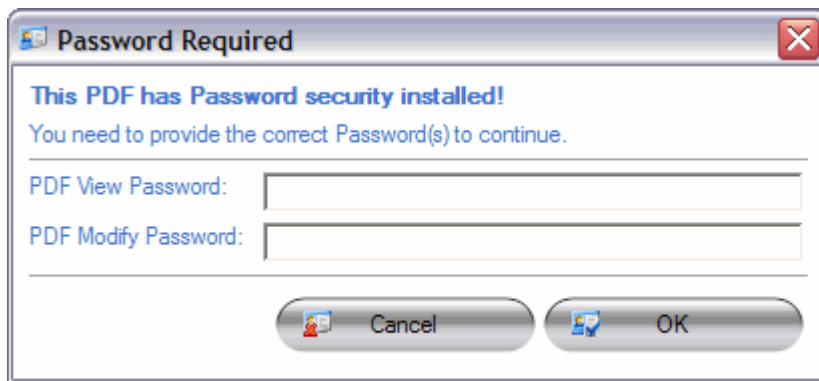 Password Required
This PDF has Password security installed!
You need to provide the correct Password(s) to continue.
PDF View Password:
PDF Modify Password:
Cancel OK